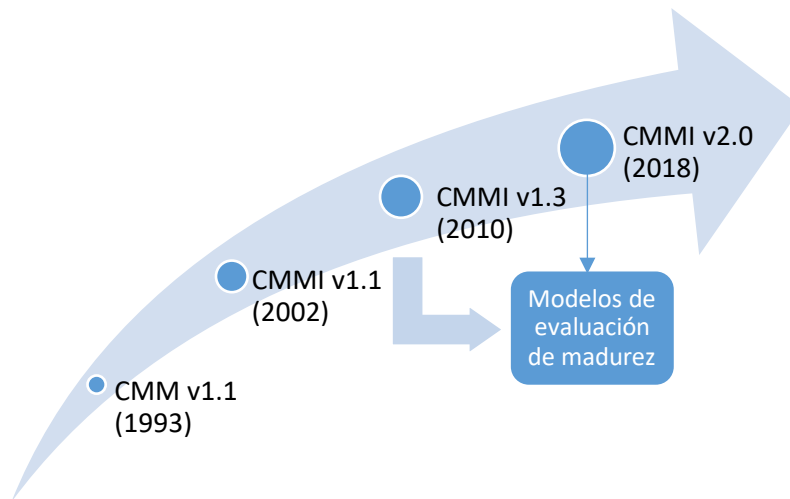 CMMI v2.0
(2018)
CMMI v1.3
(2010)
CMMI v1.1
(2002)
Modelos de
evaluación
de madurez
CMM v1.1
(1993)